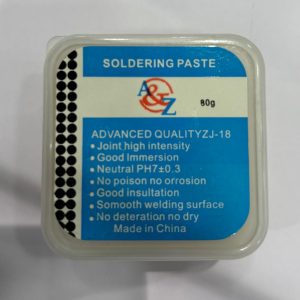 SOLDERING PASTE
A&Z
80g
ADVANCED QUALITYZJ-18
• Joint high intensity
• Good Immersion
• Neutral PH7±0.3
• No poison no orrosion
• Good insultation
• Somooth welding surface
• No deteration no dry
Made in China